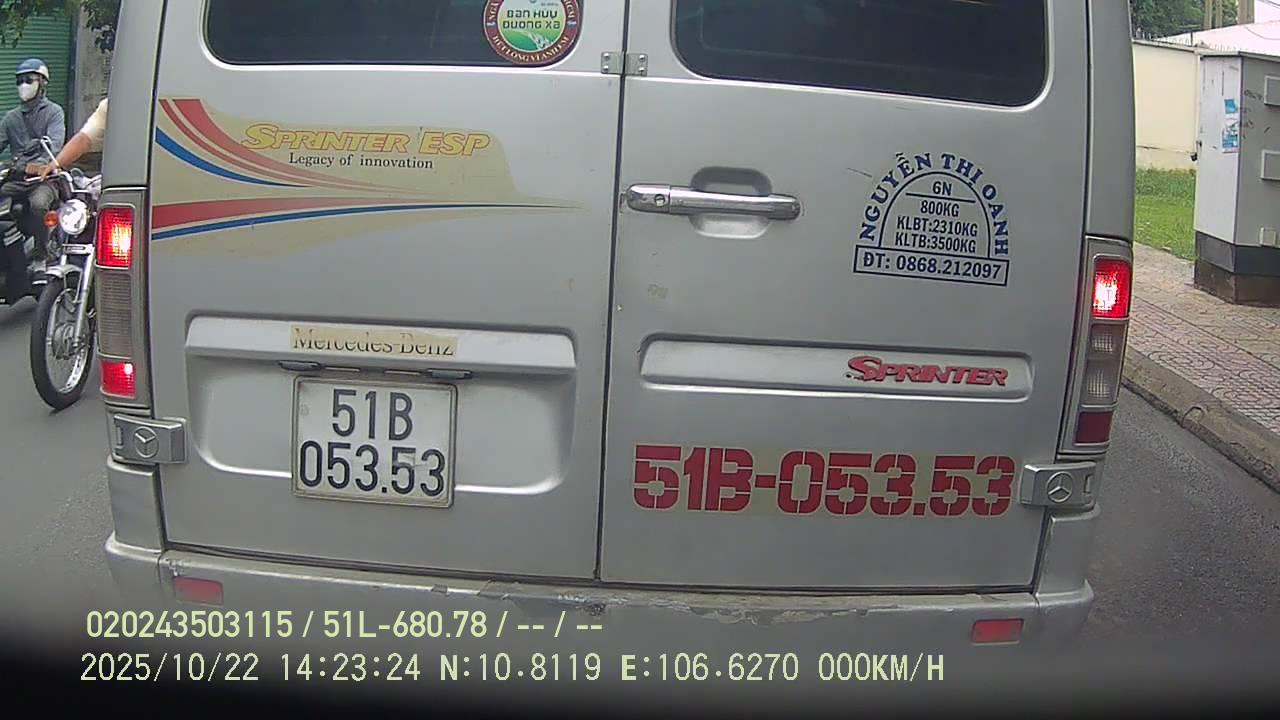 BẠN HỮU
ĐƯỜNG XA
SPRINTER ESP
Legacy of innovation
NGUYỄN THỊ OANH
6N
800KG
KLBT:2310KG
KLTB:3500KG
ĐT: 0868.212097
Mercedes-Benz
SPRINTER
51B
053.53
51B-053.53
020243503115 / 51L-680.78 / -- / --
2025/10/22 14:23:24 N:10.8119 E:106.6270 000KM/H